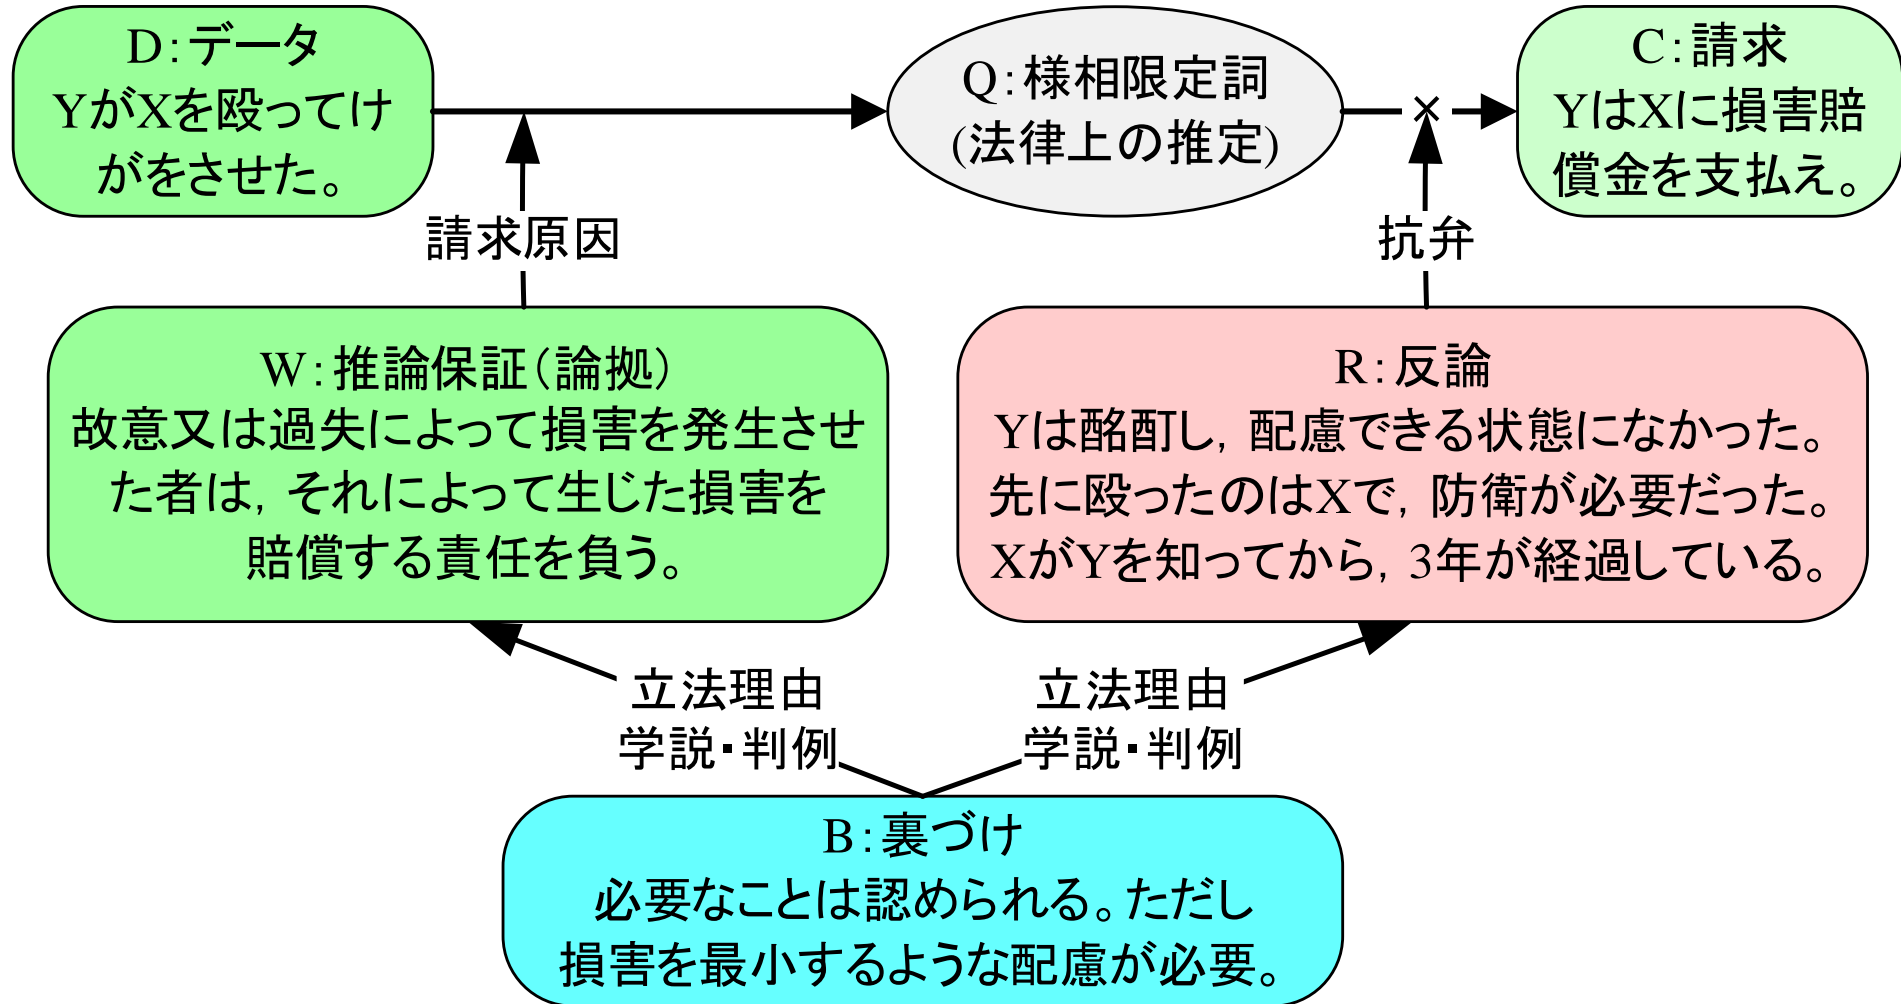 D：データ
YがXを殴ってけ
がをさせた。
Q：様相限定詞
(法律上の推定)
×
C：請求
YはXに損害賠
償金を支払え。
請求原因
抗弁
W：推論保証（論拠）
故意又は過失によって損害を発生させ
た者は，それによって生じた損害を
賠償する責任を負う。
R：反論
Yは酩酊し，配慮できる状態になかった。
先に殴ったのはXで，防衛が必要だった。
XがYを知ってから，3年が経過している。
立法理由
学説・判例
立法理由
学説・判例
B：裏づけ
必要なことは認められる。ただし
損害を最小するような配慮が必要。